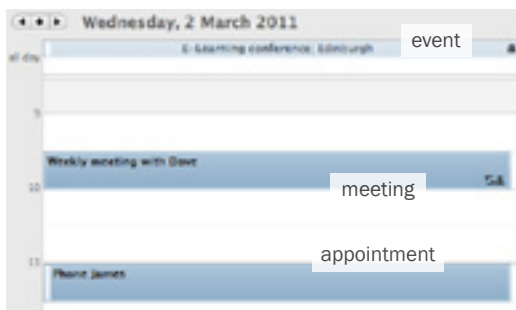 Wednesday, 2 March 2011
event
all day
E-Learning conference; Edinburgh
9
Weekly meeting with Dave
10
meeting
appointment
11
Phone James